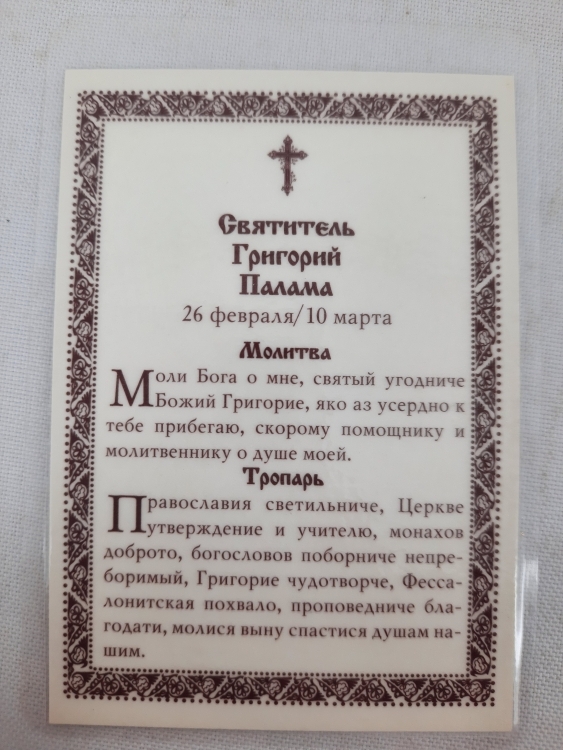 Святитель
Григорий
Палама
26 февраля/10 марта
Молитва
Моли Бога о мне, святый угодниче
Божий Григорие, яко аз усердно к
тебе прибегаю, скорому помощнику и
молитвеннику о душе моей.
Тропарь
Православия светильниче, Церкве
утверждение и учителю, монахов
доброто, богословов поборниче непре-
боримый, Григорие чудотворче, Фесса-
лонитская похвало, проповедниче бла-
годати, молися выну спастися душам на-
шим.